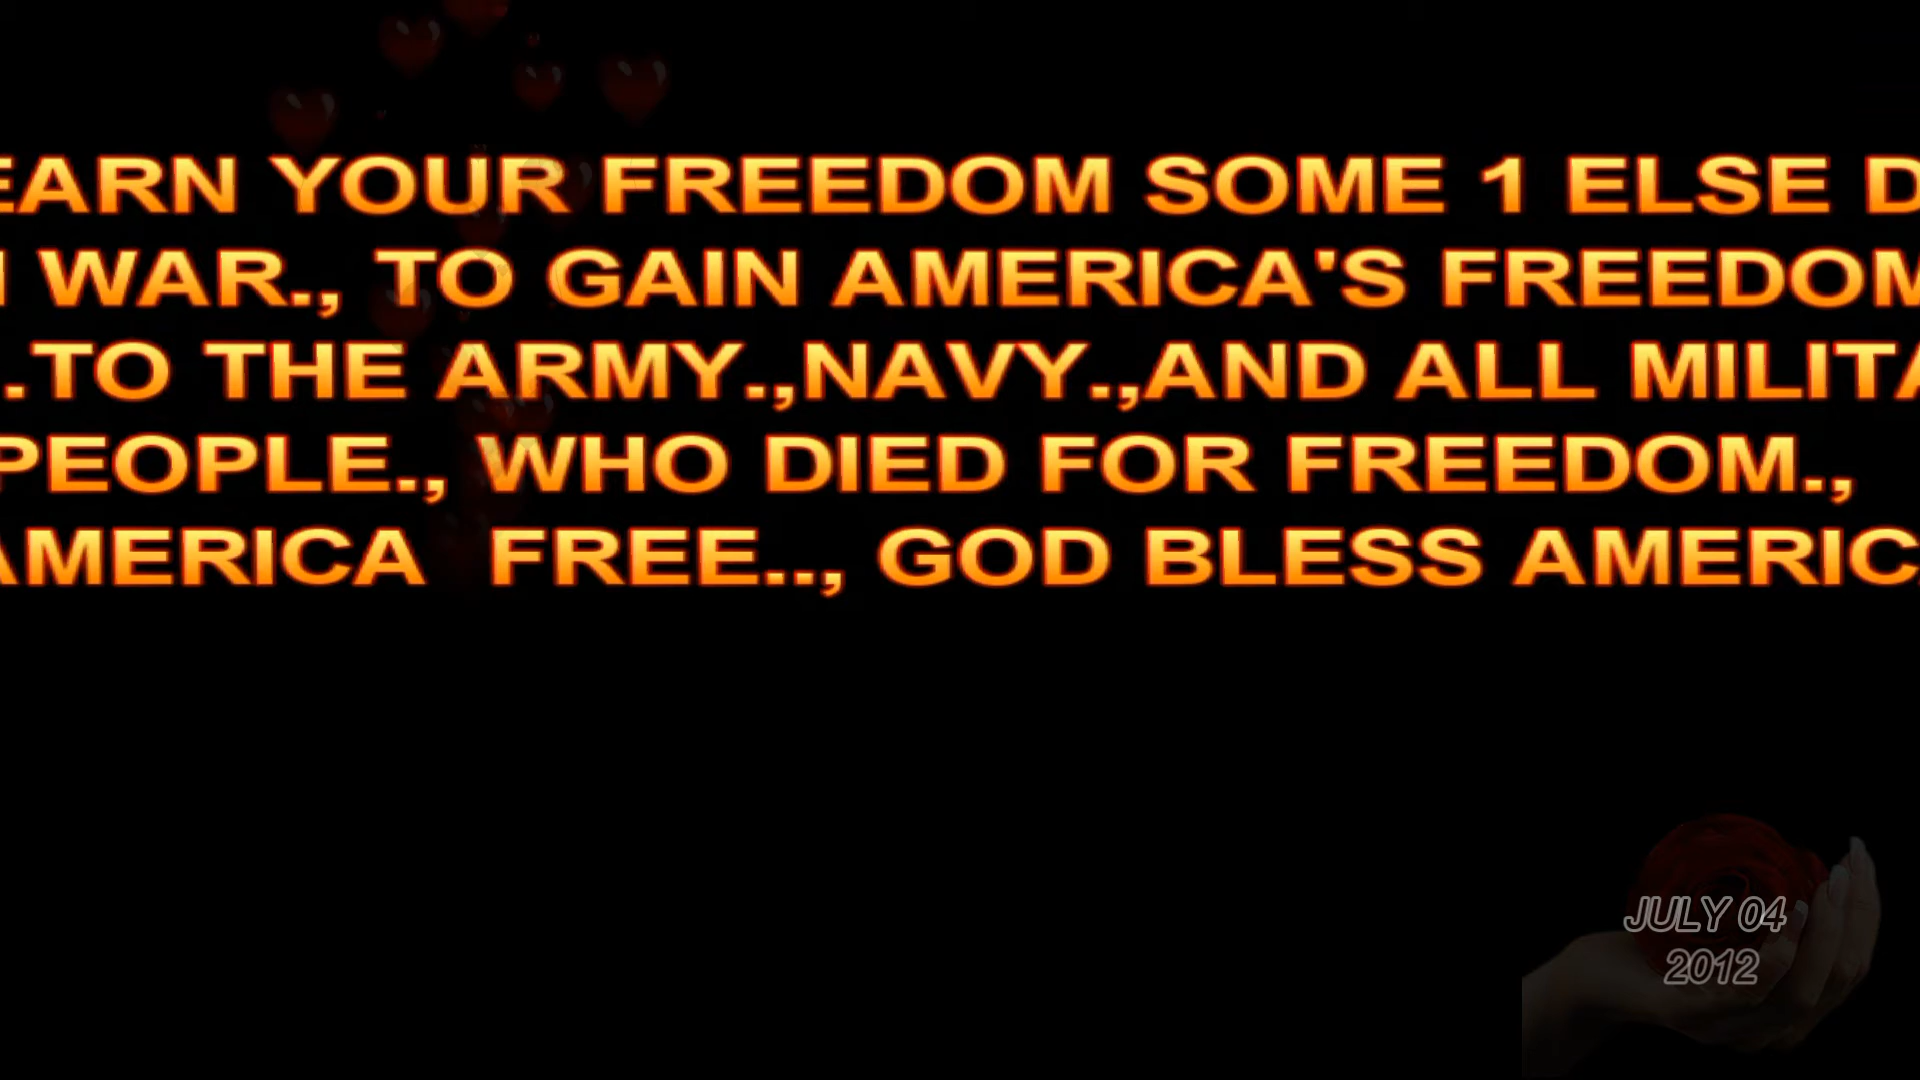 EARN YOUR FREEDOM SOME 1 ELSE D
WAR., TO GAIN AMERICA'S FREEDOM
.TO THE ARMY.,NAVY.,AND ALL MILITA
PEOPLE., WHO DIED FOR FREEDOM.,
AMERICA  FREE.., GOD BLESS AMERIC
JULY 04
2012